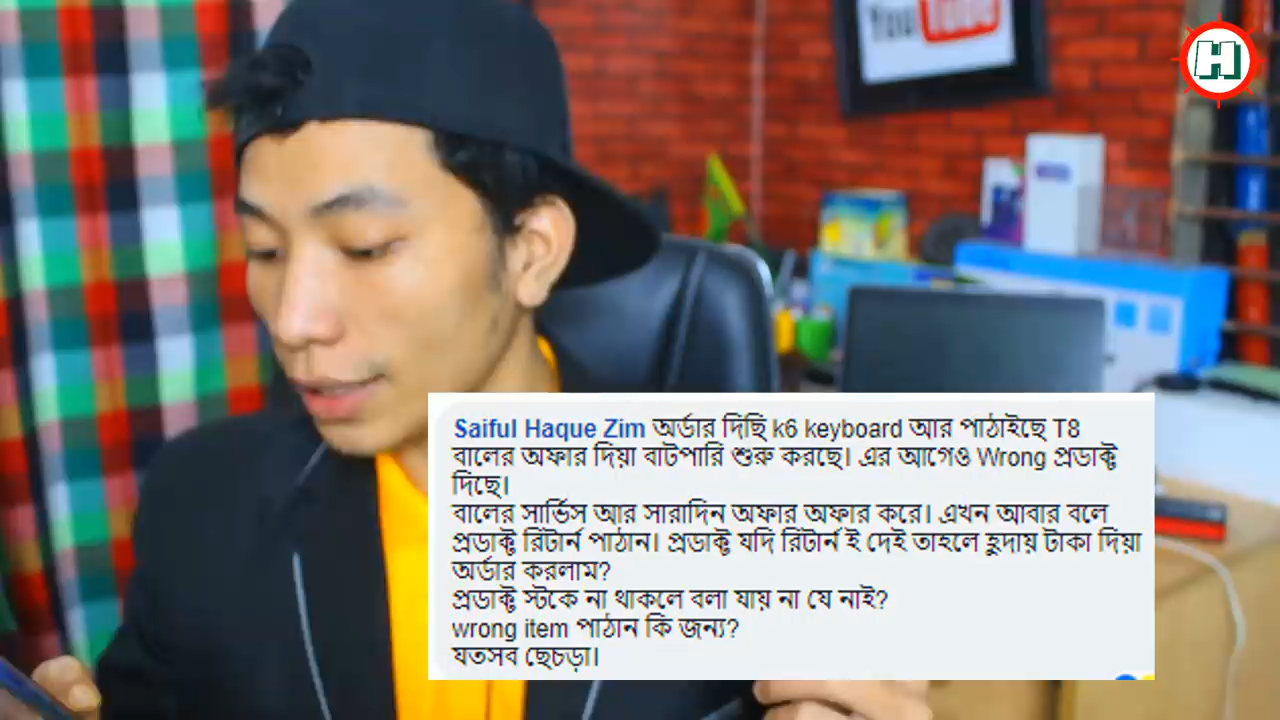 YouTube
H
Saiful Haque Zim অর্ডার দিছি k6 keyboard আর পাঠাইছে T8
বালের অফার দিয়া বাটপারি শুরু করছে। এর আগেও Wrong প্রডাক্ট
দিছে।
বালের সার্ভিস আর সারাদিন অফার অফার করে। এখন আবার বলে
প্রডাক্ট রিটার্ন পাঠান। প্রডাক্ট যদি রিটার্ন ই দেই তাহলে হুদায় টাকা দিয়া
অর্ডার করলাম?
প্রডাক্ট স্টকে না থাকলে বলা যায় না যে নাই?
wrong item পাঠান কি জন্য?
যতসব ছেচড়া।